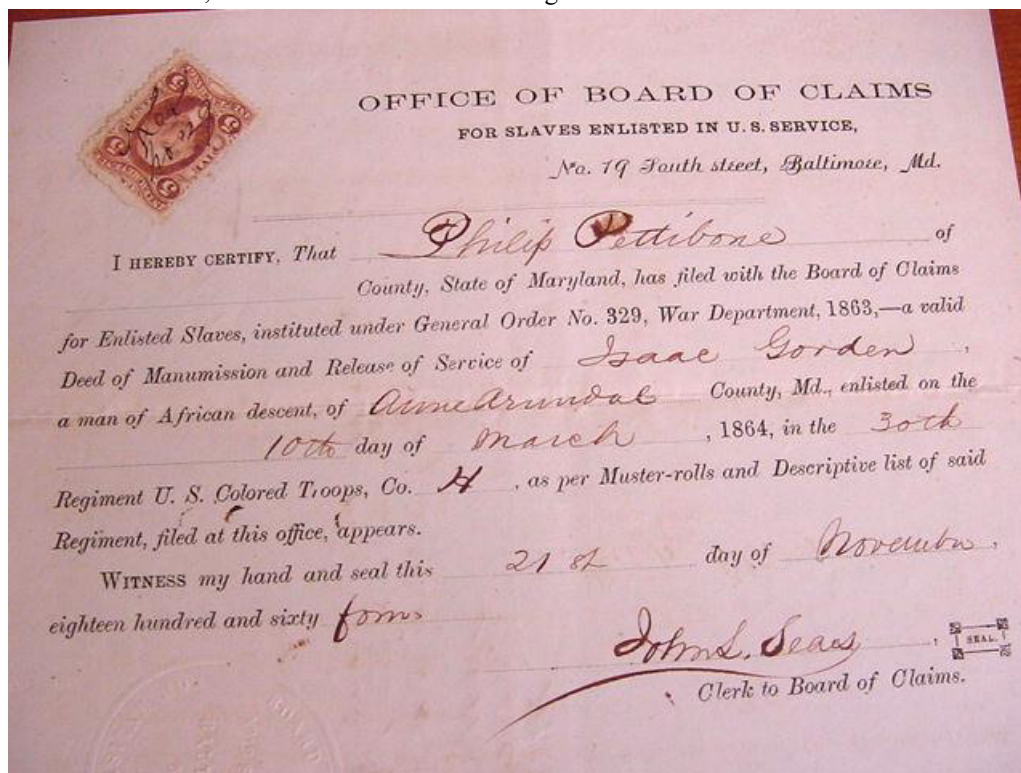 OFFICE OF BOARD OF CLAIMS
FOR SLAVES ENLISTED IN U. S. SERVICE,
No. 19 South street, Baltimore, Md.
I HEREBY CERTIFY, That Philip Pettibone of
County, State of Maryland, has filed with the Board of Claims
for Enlisted Slaves, instituted under General Order No. 329, War Department, 1863,—a valid
Deed of Manumission and Release of Service of Isaac Gorden,
a man of African descent, of Anne Arundal County, Md., enlisted on the
10th day of March, 1864, in the 30th
Regiment U. S. Colored Troops, Co. H, as per Muster-rolls and Descriptive list of said
Regiment, filed at this office, appears.
WITNESS my hand and seal this 21st day of November,
eighteen hundred and sixty four
John S. Sears, SEAL.
Clerk to Board of Claims.